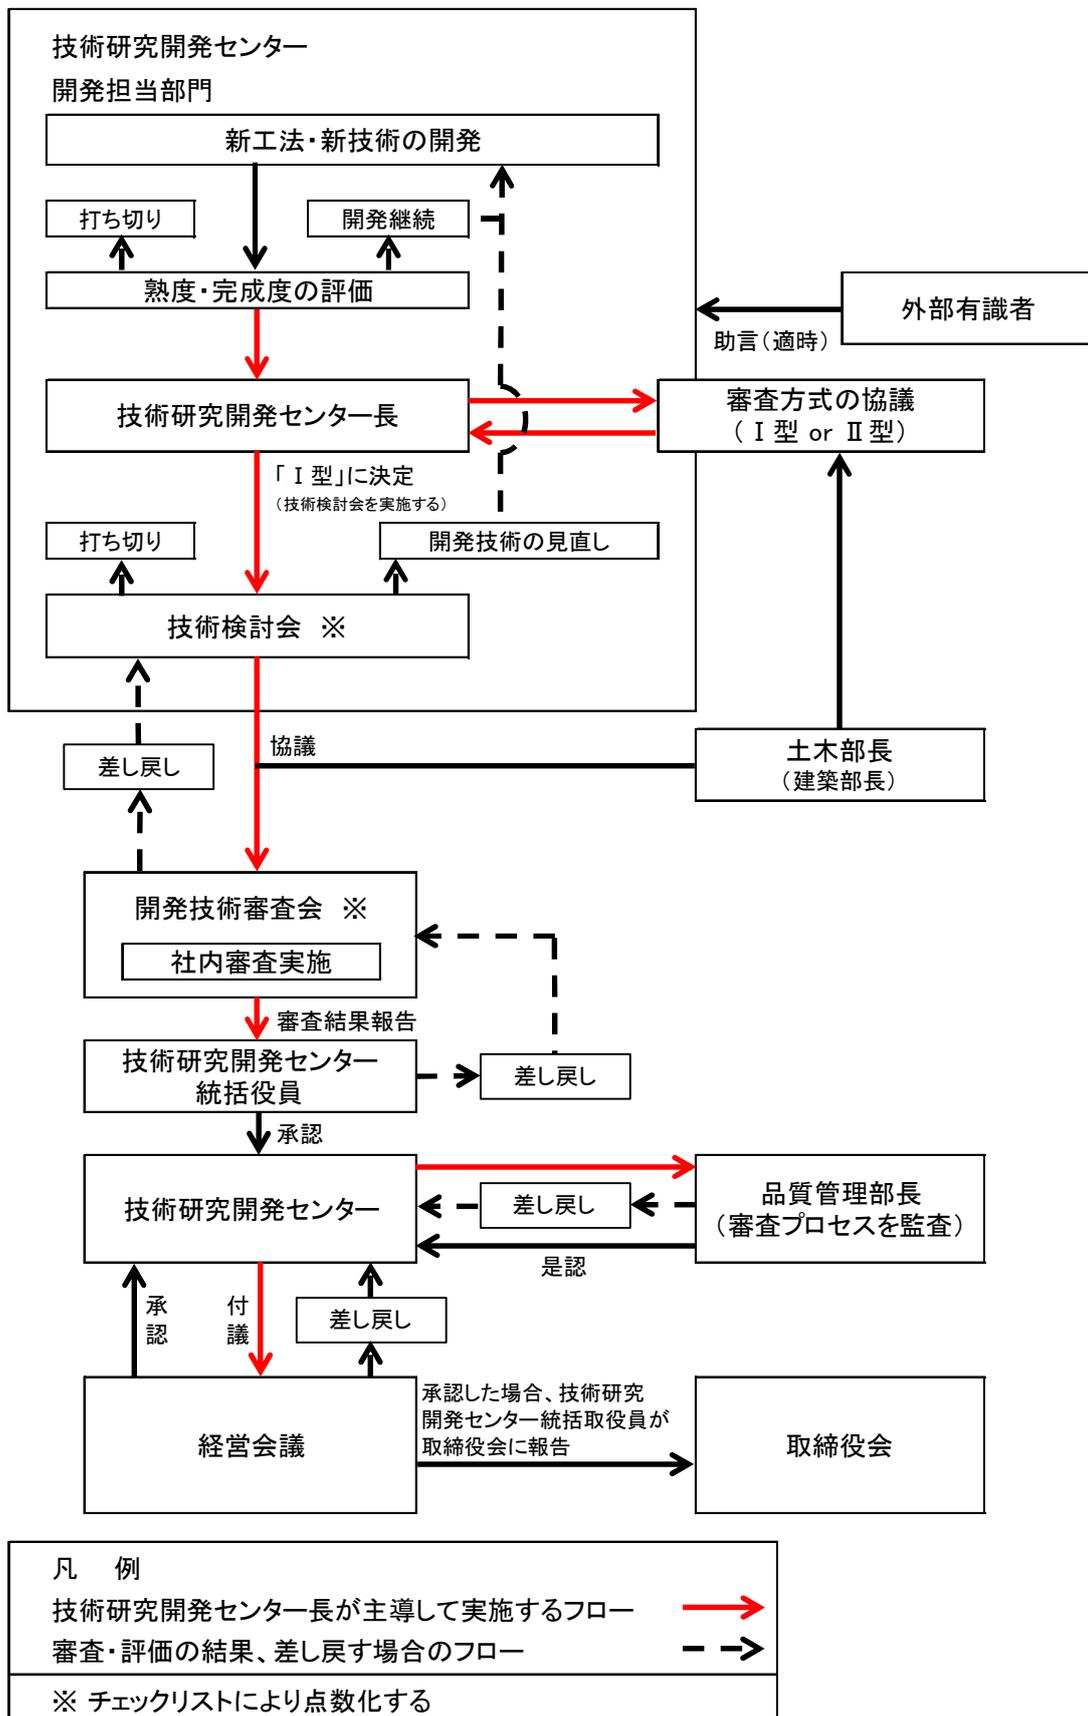 技術研究開発センター
開発担当部門
新工法・新技術の開発
打ち切り
開発継続
熟度・完成度の評価
外部有識者
助言(適時)
技術研究開発センター長
審査方式の協議
(Ⅰ型 or Ⅱ型)
「Ⅰ型」に決定
(技術検討会を実施する)
打ち切り
開発技術の見直し
技術検討会 ※
協議
差し戻し
土木部長
(建築部長)
開発技術審査会 ※
社内審査実施
審査結果報告
技術研究開発センター
統括役員
差し戻し
承認
技術研究開発センター
差し戻し
品質管理部長
(審査プロセスを監査)
是認
承認
付議
差し戻し
承認した場合、技術研究
開発センター統括取役員が
取締役会に報告
経営会議
取締役会
凡 例
技術研究開発センター長が主導して実施するフロー
審査・評価の結果、差し戻す場合のフロー
※ チェックリストにより点数化する